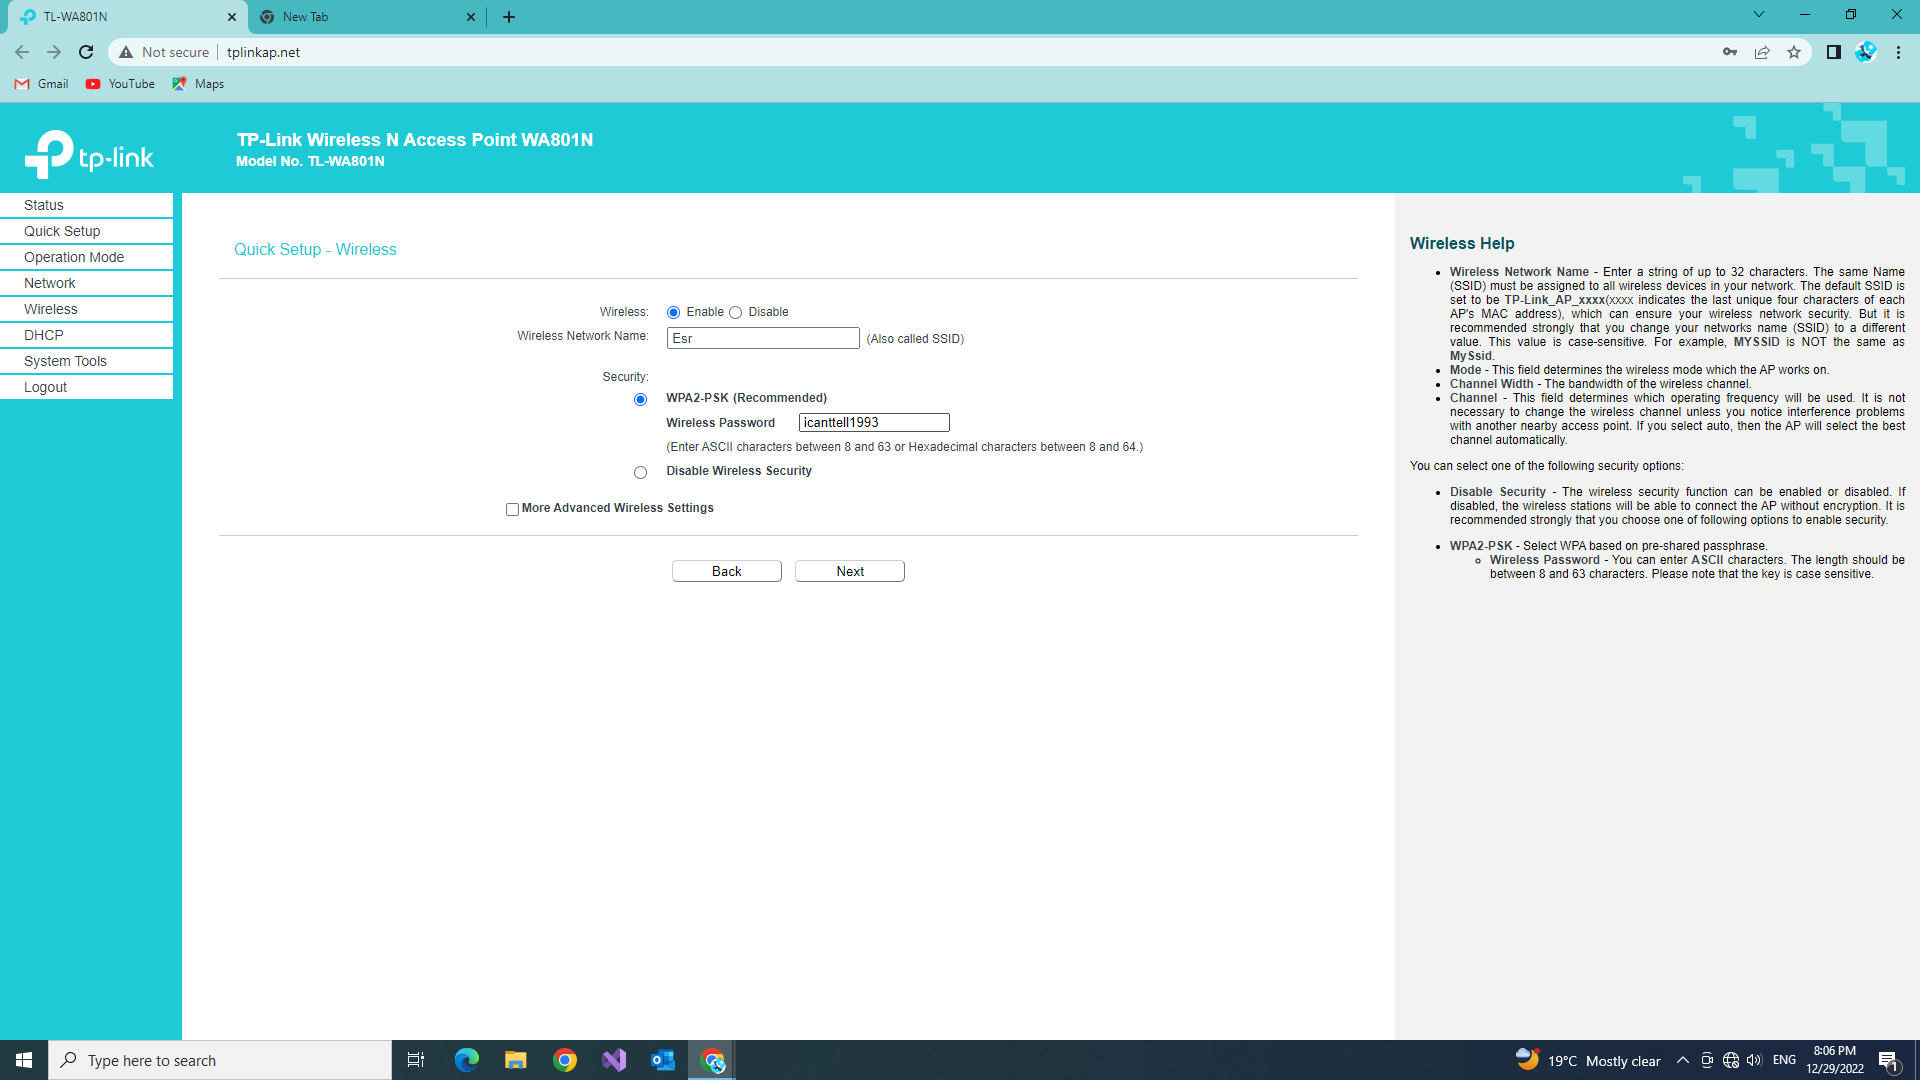 TL-WA801N
New Tab
Not secure
tplinkap.net
Gmail
YouTube
Maps
tp-link
TP-Link Wireless N Access Point WA801N
Model No. TL-WA801N
Status
Quick Setup
Operation Mode
Network
Wireless
DHCP
System Tools
Logout
Quick Setup - Wireless
Wireless: Enable Disable
Wireless Network Name: Esr (Also called SSID)
Security:
WPA2-PSK (Recommended)
Wireless Password icanttell1993
(Enter ASCII characters between 8 and 63 or Hexadecimal characters between 8 and 64.)
Disable Wireless Security
More Advanced Wireless Settings
Back Next
Wireless Help
• Wireless Network Name - Enter a string of up to 32 characters. The same Name
(SSID) must be assigned to all wireless devices in your network. The default SSID is
set to be TP-Link_AP_xxxx(xxxx indicates the last unique four characters of each
AP's MAC address), which can ensure your wireless network security. But it is
recommended strongly that you change your networks name (SSID) to a different
value. This value is case-sensitive. For example, MYSSID is NOT the same as
MySsid.
• Mode - This field determines the wireless mode which the AP works on.
• Channel Width - The bandwidth of the wireless channel.
• Channel - This field determines which operating frequency will be used. It is not
necessary to change the wireless channel unless you notice interference problems
with another nearby access point. If you select auto, then the AP will select the best
channel automatically.
You can select one of the following security options:
• Disable Security - The wireless security function can be enabled or disabled. If
disabled, the wireless stations will be able to connect the AP without encryption. It is
recommended strongly that you choose one of following options to enable security.
• WPA2-PSK - Select WPA based on pre-shared passphrase.
◦ Wireless Password - You can enter ASCII characters. The length should be
between 8 and 63 characters. Please note that the key is case sensitive.
Type here to search
19°C Mostly clear
ENG
8:06 PM
12/29/2022
1